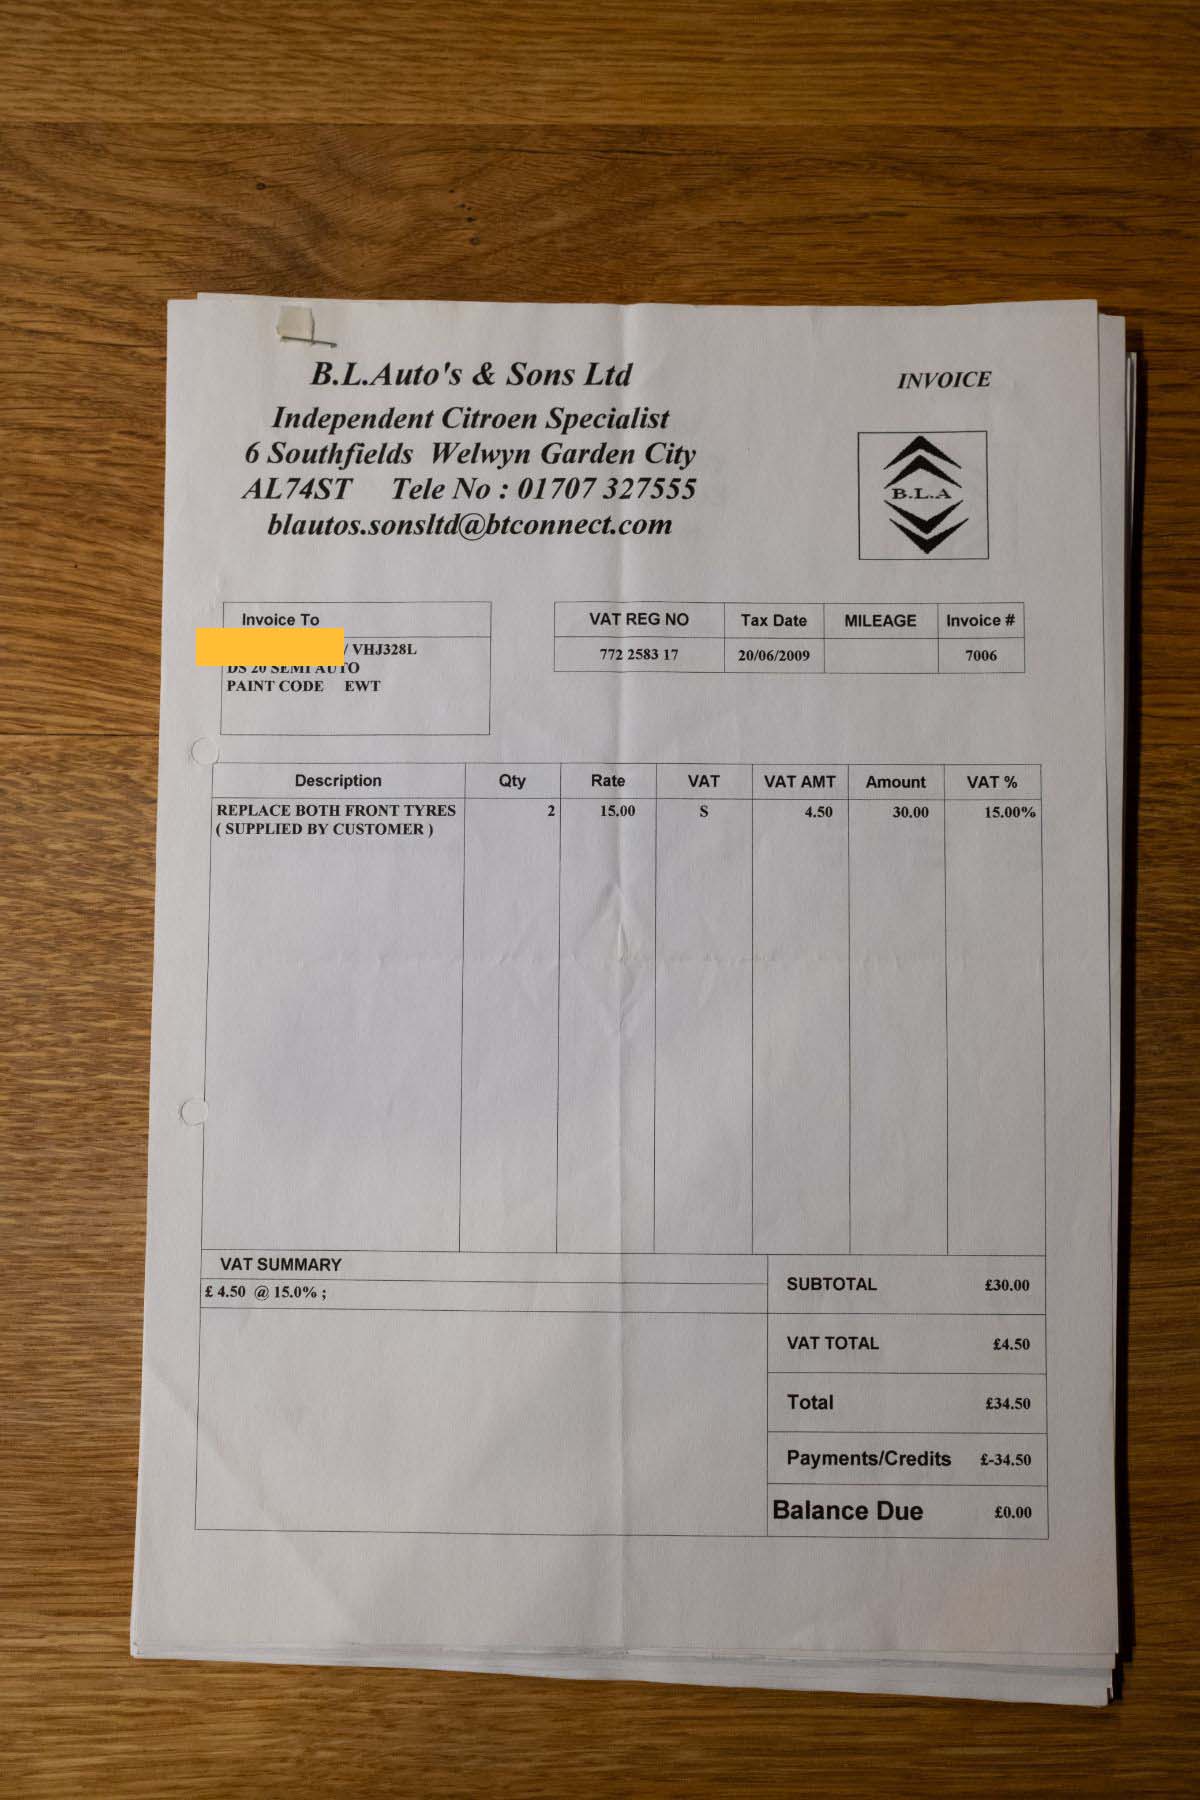 B.L.Auto's & Sons Ltd
INVOICE
Independent Citroen Specialist
6 Southfields Welwyn Garden City
AL74ST Tele No : 01707 327555
blautos.sonsltd@btconnect.com
B.L.A
Invoice To
/ VHJ328L
DS 20 SEMI AUTO
PAINT CODE EWT
VAT REG NO Tax Date MILEAGE Invoice #
772 2583 17 20/06/2009 7006
Description Qty Rate VAT VAT AMT Amount VAT %
REPLACE BOTH FRONT TYRES 2 15.00 S 4.50 30.00 15.00%
( SUPPLIED BY CUSTOMER )
VAT SUMMARY
£ 4.50 @ 15.0% ;
SUBTOTAL £30.00
VAT TOTAL £4.50
Total £34.50
Payments/Credits £-34.50
Balance Due £0.00